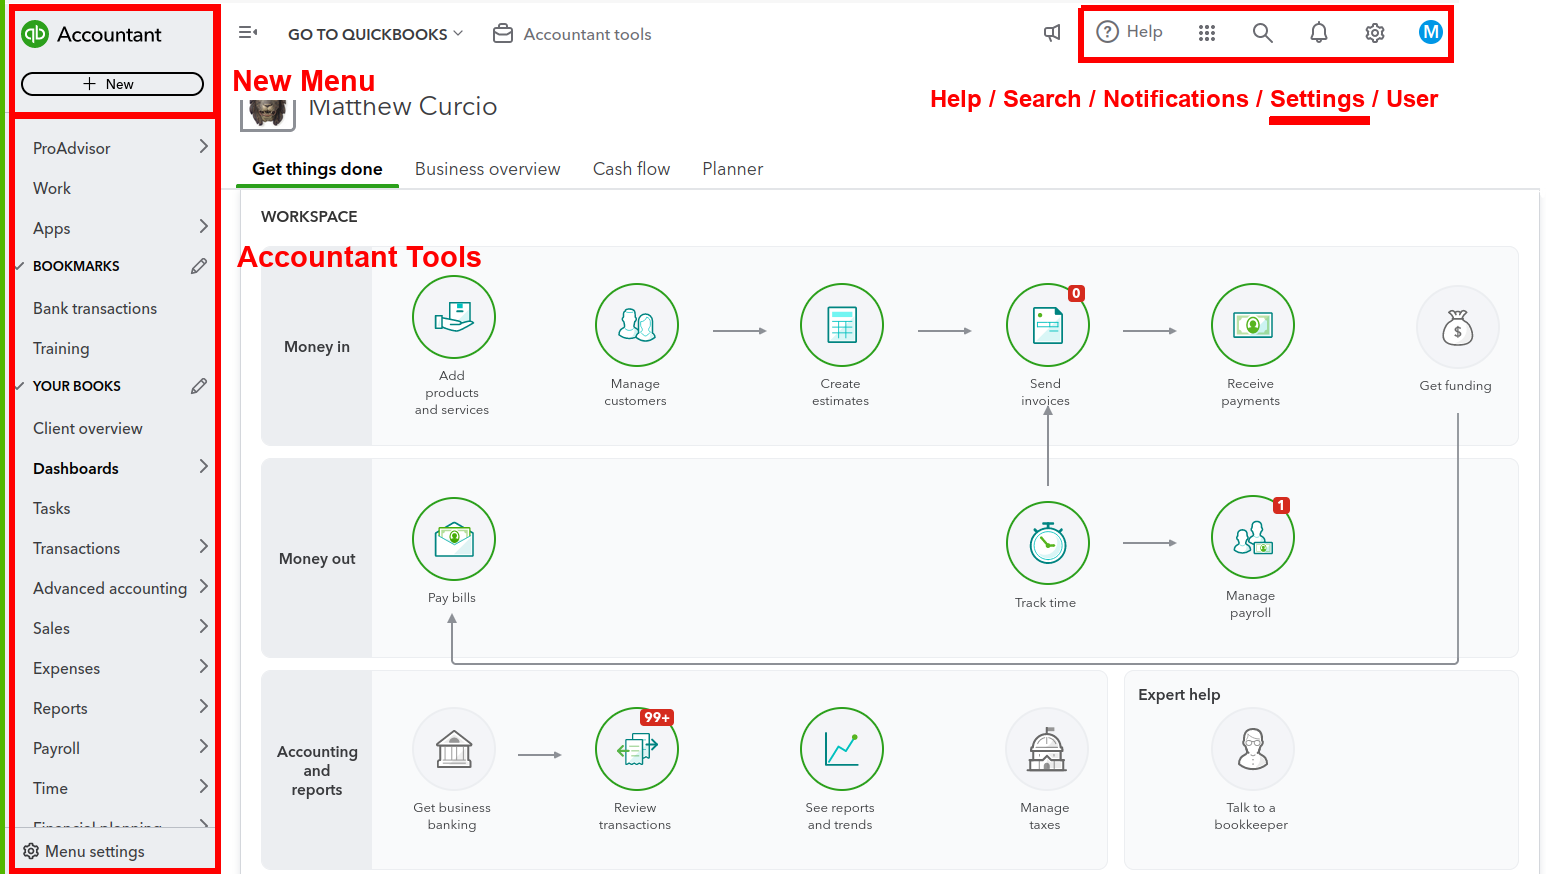 qb Accountant
GO TO QUICKBOOKS
Accountant tools
Help
M
New
New Menu
Matthew Curcio
Help / Search / Notifications / Settings / User
ProAdvisor
Work
Apps
BOOKMARKS
Bank transactions
Training
YOUR BOOKS
Client overview
Dashboards
Tasks
Transactions
Advanced accounting
Sales
Expenses
Reports
Payroll
Time
Financial planning
Menu settings
Get things done Business overview Cash flow Planner
WORKSPACE
Accountant Tools
Money in
Add
products
and services
Manage
customers
Create
estimates
0
Send
invoices
Receive
payments
$
Get funding
Money out
Pay bills
Track time
1
Manage
payroll
Accounting
and
reports
Get business
banking
99+
Review
transactions
See reports
and trends
Manage
taxes
Expert help
Talk to a
bookkeeper